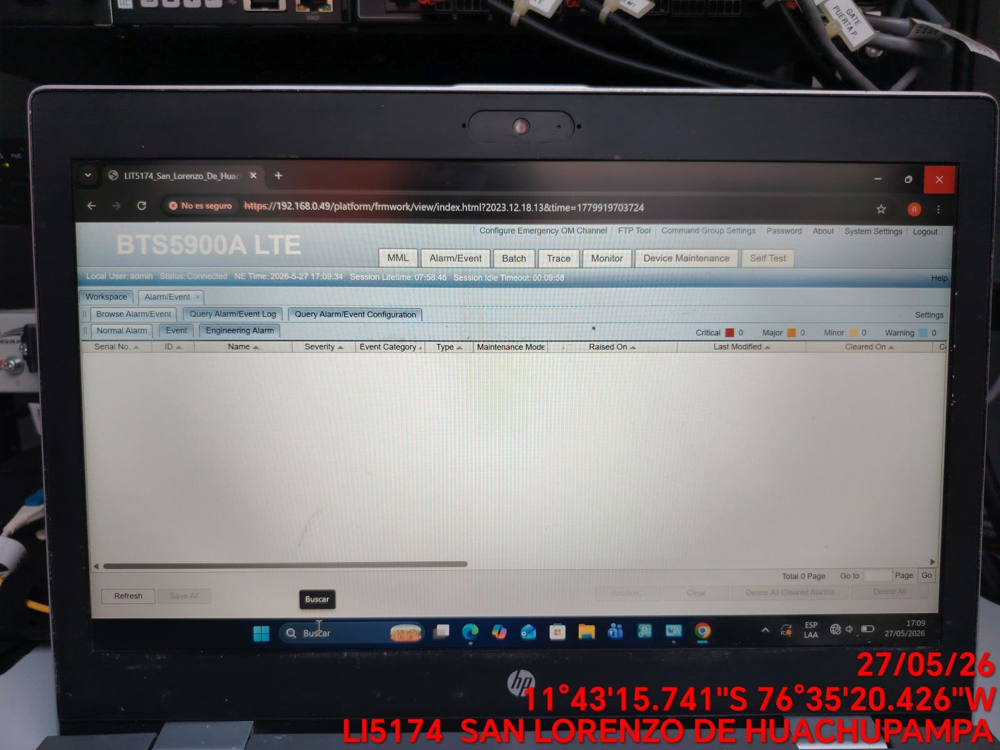 GATE
PUERTA P.
PoE
LIT5174_San_Lorenzo_De_Huac
No es seguro https://192.168.0.49/platform/frmwork/view/index.html?2023.12.18.13&time=1779919703724
R
Configure Emergency OM Channel FTP Tool Command Group Settings Password About System Settings Logout
BTS5900A LTE
MML Alarm/Event Batch Trace Monitor Device Maintenance Self Test
Local User: admin Status: Connected NE Time: 2026-5-27 17:09:34 Session Lifetime: 07:58:46 Session Idle Timeout: 00:09:58 Help
Workspace Alarm/Event
Browse Alarm/Event Query Alarm/Event Log Query Alarm/Event Configuration Settings
Normal Alarm Event Engineering Alarm Critical 0 Major 0 Minor 0 Warning 0
Serial No. ID Name Severity Event Category Type Maintenance Mode Raised On Last Modified Cleared On
Total 0 Page Go to Page Go
Refresh Save All Solution... Clear Delete All Cleared Alarms Delete All
Buscar
Buscar
ESP
LAA
17:09
27/05/2026
hp
27/05/26
11°43'15.741"S 76°35'20.426"W
LI5174 SAN LORENZO DE HUACHUPAMPA